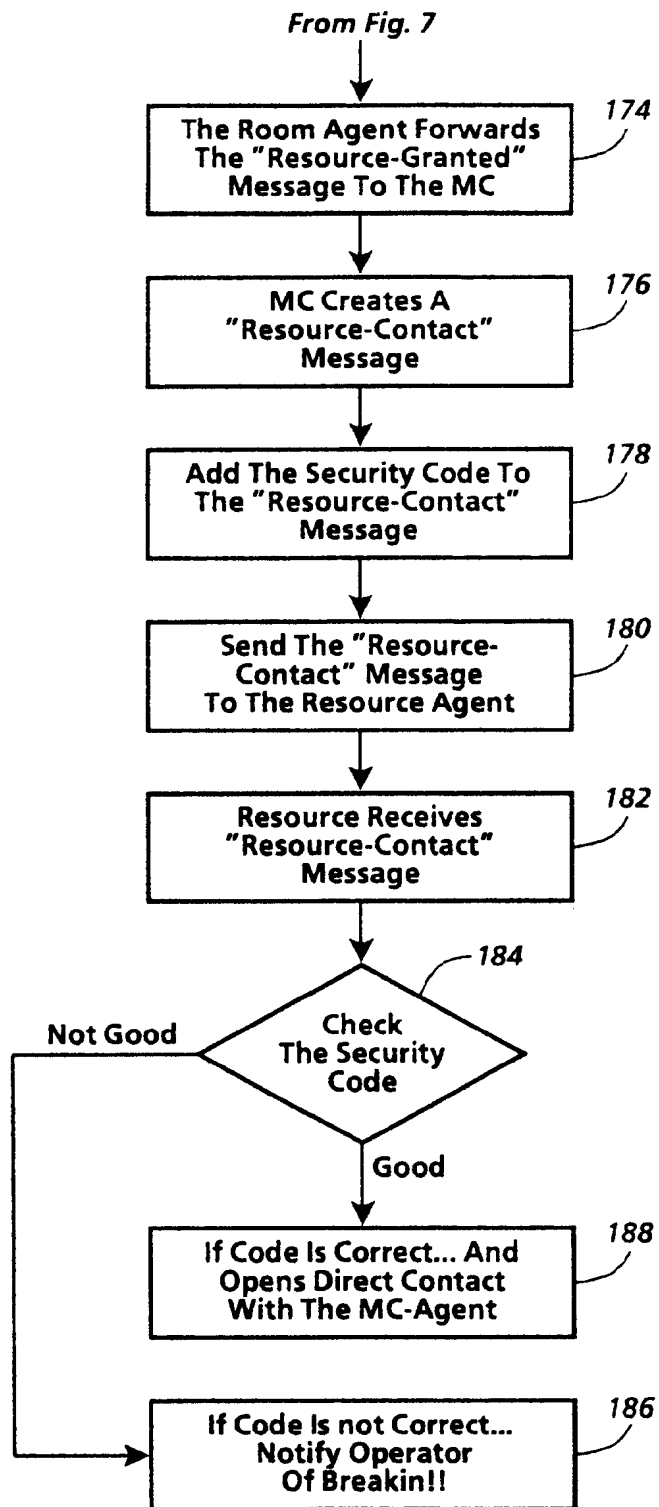 From Fig. 7
174
The Room Agent Forwards
The "Resource-Granted"
Message To The MC
176
MC Creates A
"Resource-Contact"
Message
178
Add The Security Code To
The "Resource-Contact"
Message
180
Send The "Resource-
Contact" Message
To The Resource Agent
182
Resource Receives
"Resource-Contact"
Message
184
Check
The Security
Code
Not Good
Good
188
If Code Is Correct... And
Opens Direct Contact
With The MC-Agent
186
If Code Is not Correct...
Notify Operator
Of Breakin!!